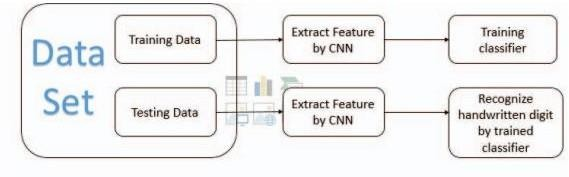 Data
Set
Training Data
Extract Feature
by CNN
Training
classifier
Testing Data
Extract Feature
by CNN
Recognize
handwritten digit
by trained
classifier